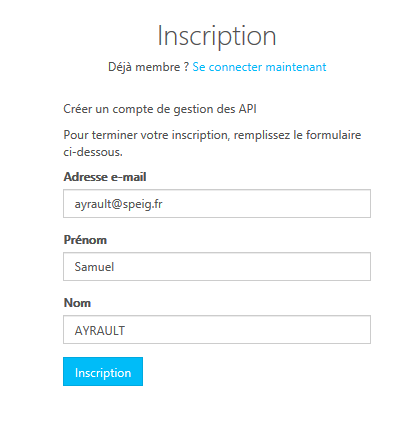 Inscription
Déjà membre ? Se connecter maintenant
Créer un compte de gestion des API
Pour terminer votre inscription, remplissez le formulaire
ci-dessous.
Adresse e-mail
ayrault@speig.fr
Prénom
Samuel
Nom
AYRAULT
Inscription